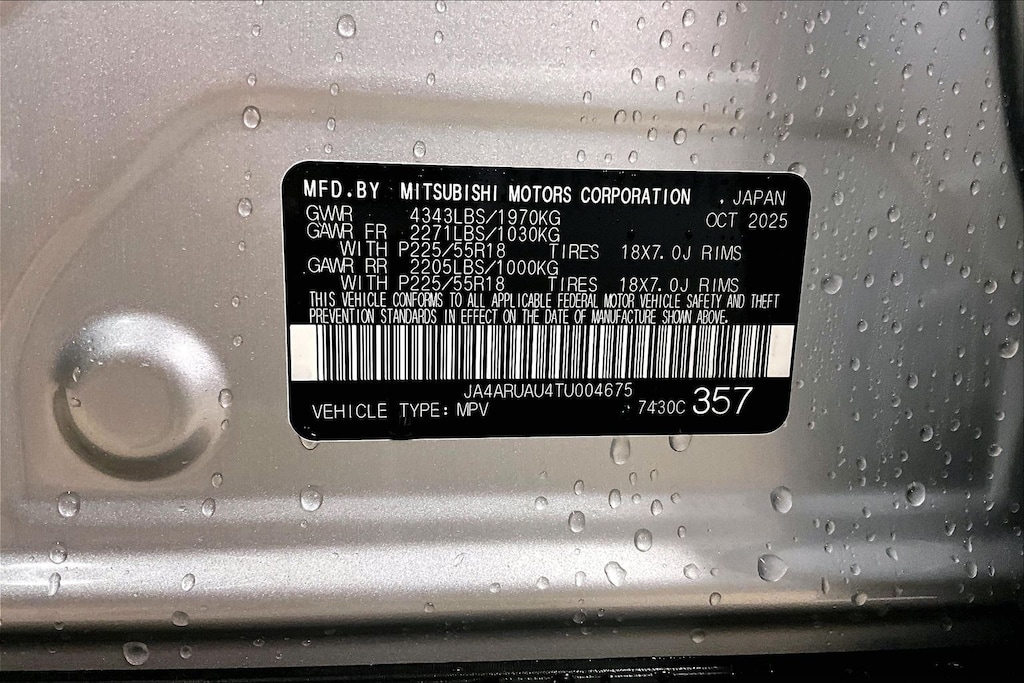 MFD.BY MITSUBISHI MOTORS CORPORATION . JAPAN
GVWR 4343LBS/1970KG OCT 2025
GAWR FR 2271LBS/1030KG
WITH P225/55R18 TIRES 18X7.0J RIMS
GAWR RR 2205LBS/1000KG
WITH P225/55R18 TIRES 18X7.0J RIMS
THIS VEHICLE CONFORMS TO ALL APPLICABLE FEDERAL MOTOR VEHICLE SAFETY AND THEFT
PREVENTION STANDARDS IN EFFECT ON THE DATE OF MANUFACTURE SHOWN ABOVE.
JA4ARUAU4TU004675
VEHICLE TYPE: MPV 7430C 357